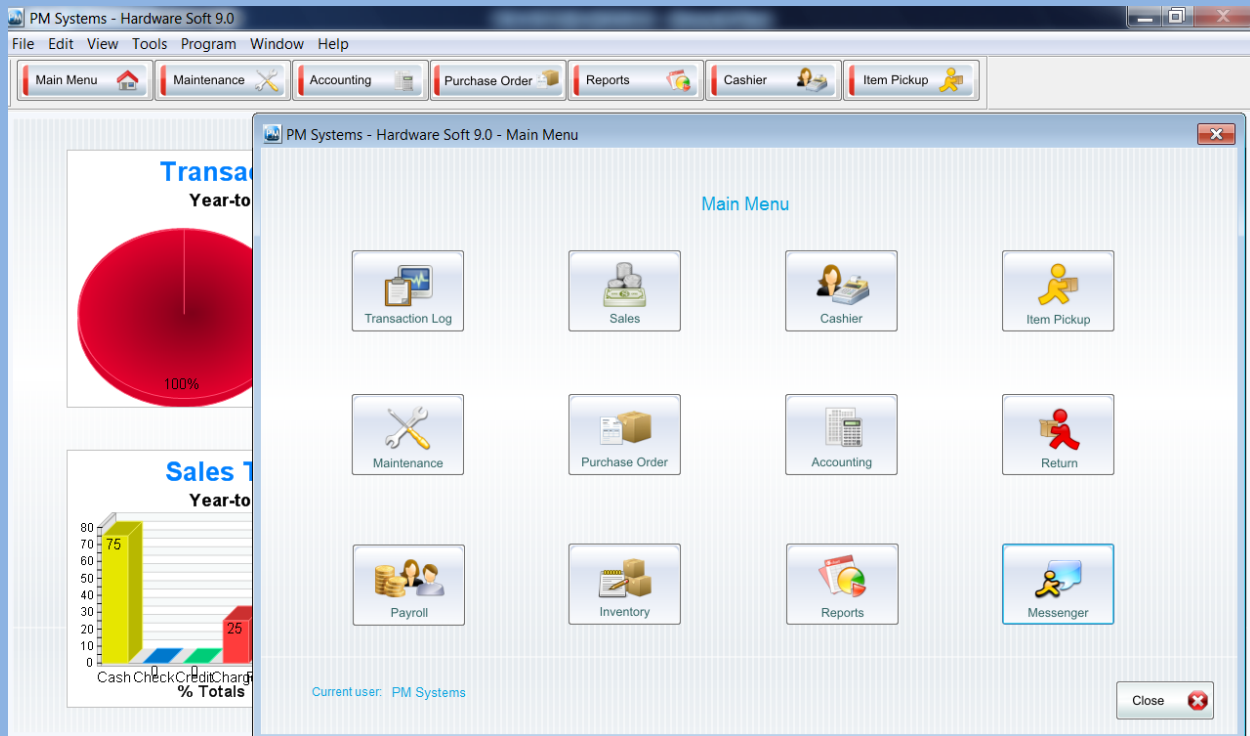 PM Systems - Hardware Soft 9.0
File Edit View Tools Program Window Help
Main Menu Maintenance Accounting Purchase Order Reports Cashier Item Pickup
PM Systems - Hardware Soft 9.0 - Main Menu
Transac
Year-to
100%
Sales T
Year-to
80
70
60
50
40
30
20
10
0
75
0
0
25
Cash Check Credit Charg
% Totals
Main Menu
Transaction Log Sales Cashier Item Pickup
Maintenance Purchase Order Accounting Return
Payroll Inventory Reports Messenger
Current user: PM Systems
Close